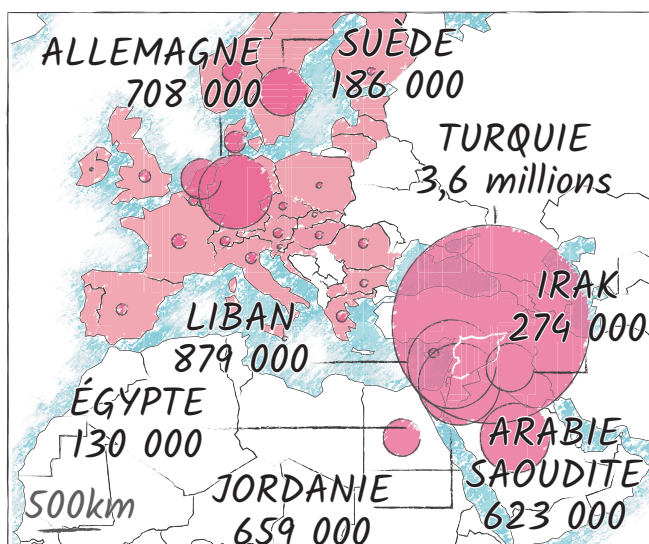 ALLEMAGNE
708 000
SUÈDE
186 000
TURQUIE
3,6 millions
IRAK
274 000
LIBAN
879 000
ÉGYPTE
130 000
ARABIE
SAOUDITE
623 000
JORDANIE
659 000
500km